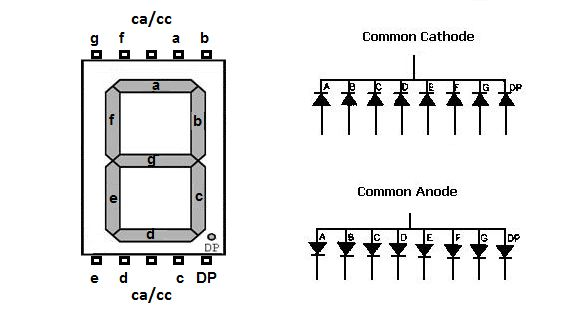 ca/cc
g f a b
a
f b
g
e c
d
DP
e d c DP
ca/cc
Common Cathode
A B C D E F G DP
Common Anode
A B C D E F G DP